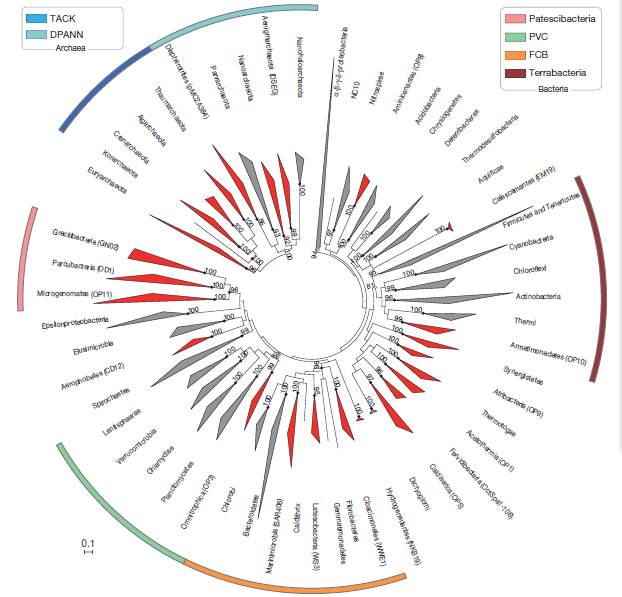 TACK
DPANN
Archaea
Patescibacteria
PVC
FCB
Terrabacteria
Bacteria
Euryarchaeota
Korarchaeota
Crenarchaeota
Aigarchaeota
Thaumarchaeota
Diapherotrites (pMC2A384)
Parvarchaeota
Nanoarchaeota
Aenigmarchaeota (DSEG)
Nanohaloarchaeota
α-β-γ-δ-proteobacteria
NC10
Nitrospirae
Aminicenantes (OP8)
Acidobacteria
Chrysiogenetes
Deferribacteres
Thermodesulfobacteria
Aquificae
Calescamantes (EM19)
Firmicutes and Tenericutes
Cyanobacteria
Chloroflexi
Actinobacteria
Thermi
Armatimonadetes (OP10)
Synergistetes
Atribacteria (OP9)
Thermotogae
Acetothermia (OP1)
Fervidibacteria (OctSpa1-106)
Caldiserica (OP5)
Dictyoglomi
Hydrogenedentes (NKB19)
Cloacimonetes (WWE1)
Fibrobacteres
Gemmatimonadetes
Latescibacteria (WS3)
Caldithrix
Marinimicrobia (SAR406)
Bacteroidetes
Chlorobi
Omnitrophica (OP3)
Planctomycetes
Chlamydiae
Verrucomicrobia
Lentisphaerae
Spirochaetes
Aerophobetes (CD12)
Elusimicrobia
Epsilonproteobacteria
Microgenomates (OP11)
Parcubacteria (OD1)
Gracilibacteria (GN02)
0.1